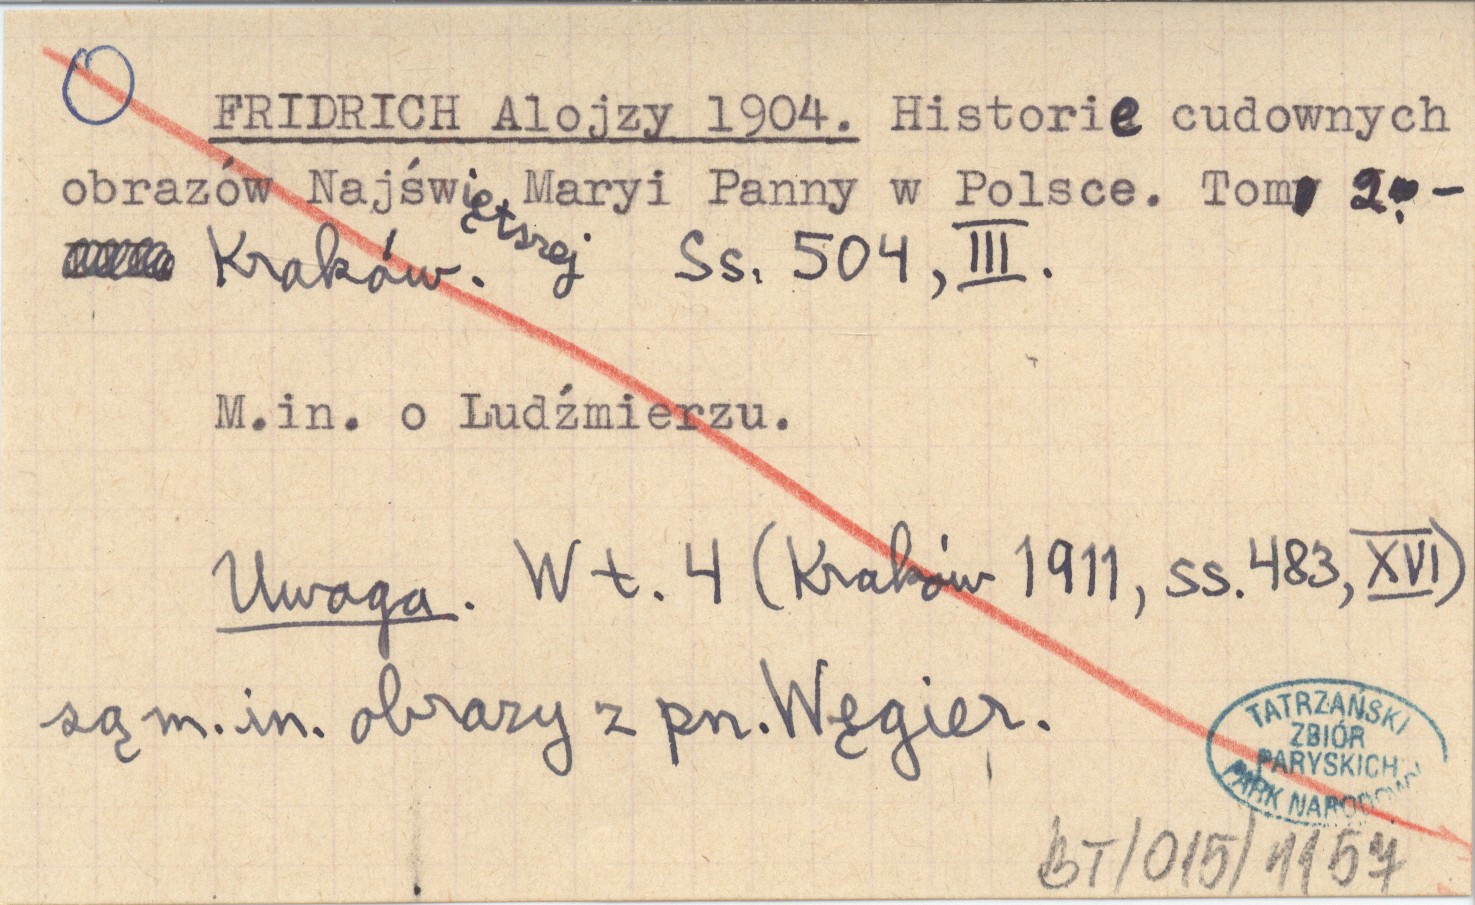 FRIDRICH Alojzy 1904. Historie cudownych
obrazów Najświętszej Maryi Panny w Polsce. Tom 2. -
Kraków. Ss. 504, III.
M.in. o Ludźmierzu.
Uwaga. W t. 4 (Kraków 1911, ss. 483, XVI)
są m.in. obrazy z pn. Węgier.
TATRZAŃSKI
ZBIÓR
PARYSKICH
PARK NARODOWY
BT/015/1157